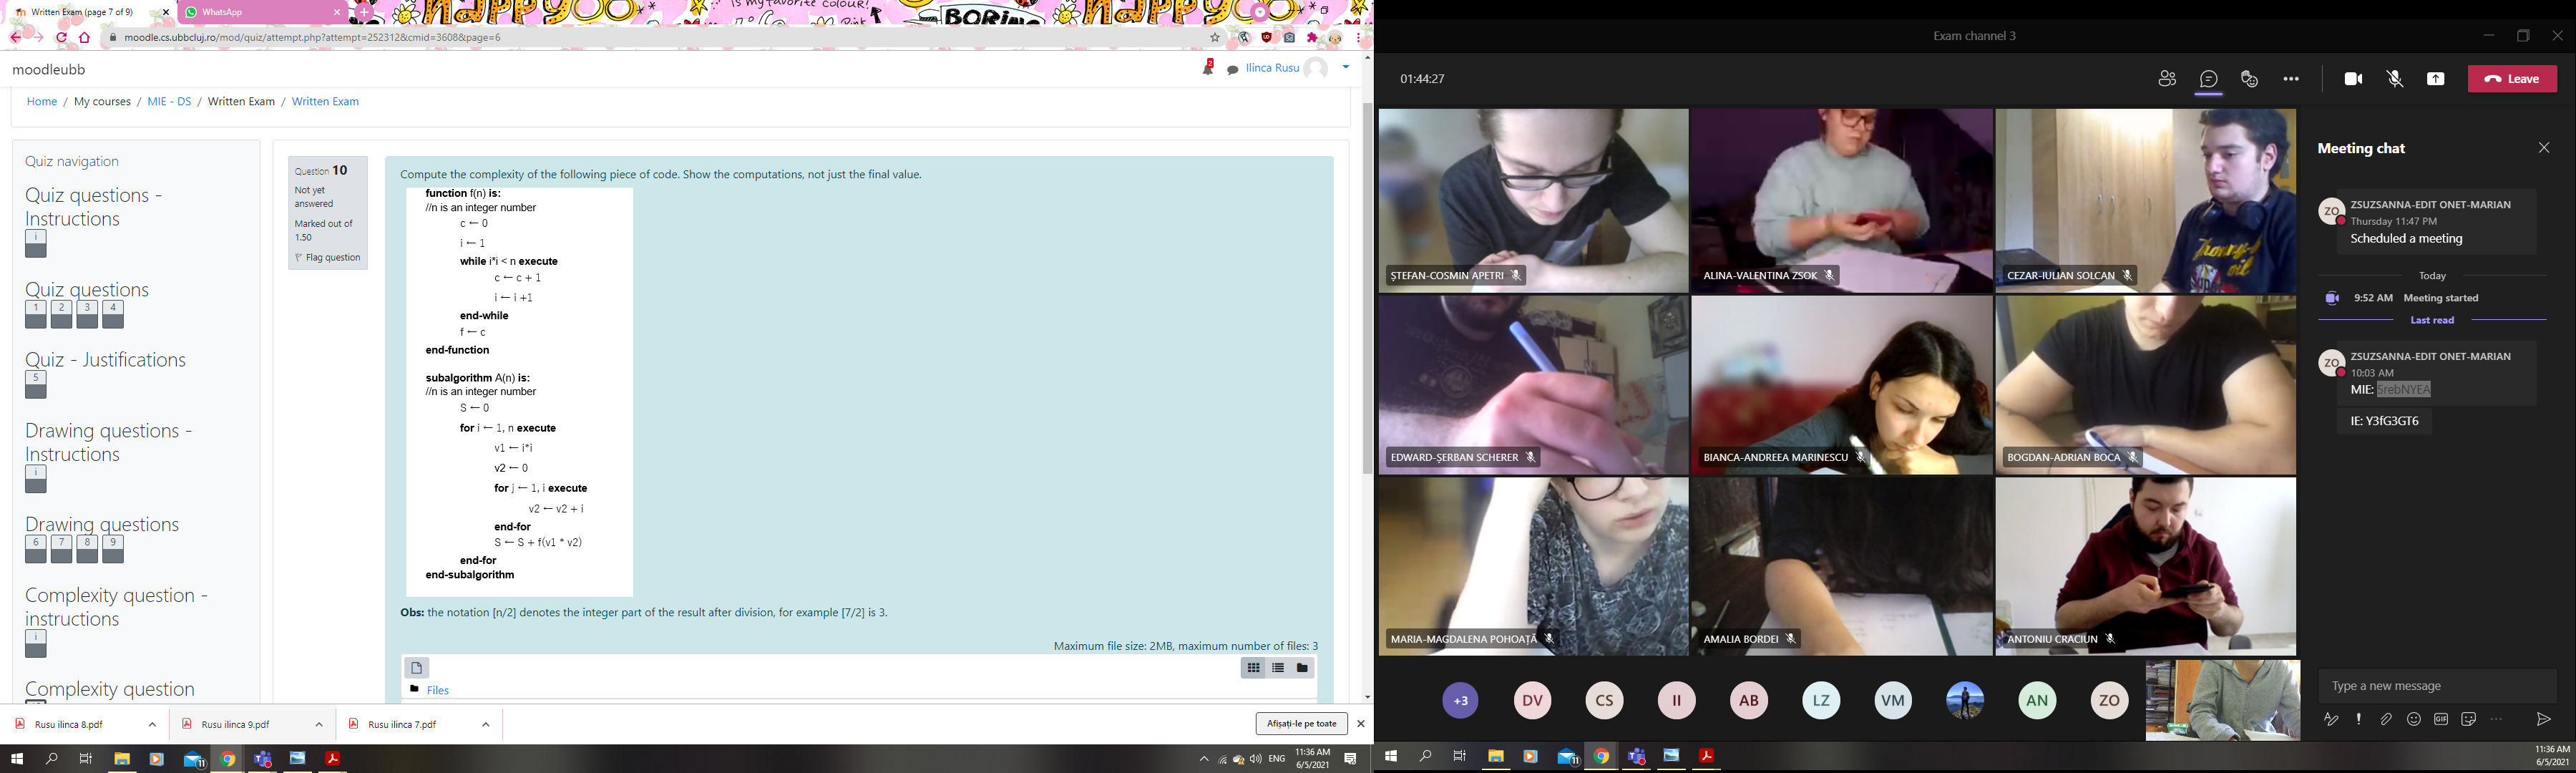 Written Exam (page 7 of 9)
WhatsApp
is my favorite colour!
HAPPY
BORING
Pink
moodle.cs.ubbcluj.ro/mod/quiz/attempt.php?attempt=252312&cmid=3608&page=6
moodleubb
2
Ilinca Rusu
Home / My courses / MIE - DS / Written Exam / Written Exam
Quiz navigation
Quiz questions -
Instructions
i
Quiz questions
1 2 3 4
Quiz - Justifications
5
Drawing questions -
Instructions
i
Drawing questions
6 7 8 9
Complexity question -
instructions
i
Complexity question
Question 10
Not yet
answered
Marked out of
1.50
Flag question
Compute the complexity of the following piece of code. Show the computations, not just the final value.
function f(n) is:
//n is an integer number
c ← 0
i ← 1
while i*i < n execute
c ← c + 1
i ← i +1
end-while
f ← c
end-function
subalgorithm A(n) is:
//n is an integer number
S ← 0
for i ← 1, n execute
v1 ← i*i
v2 ← 0
for j ← 1, i execute
v2 ← v2 + i
end-for
S ← S + f(v1 * v2)
end-for
end-subalgorithm
Obs: the notation [n/2] denotes the integer part of the result after division, for example [7/2] is 3.
Maximum file size: 2MB, maximum number of files: 3
Files
Rusu ilinca 8.pdf
Rusu ilinca 9.pdf
Rusu ilinca 7.pdf
Afișați-le pe toate
11
ENG
11:36 AM
6/5/2021
Exam channel 3
01:44:27
Leave
ȘTEFAN-COSMIN APETRI
ALINA-VALENTINA ZSOK
CEZAR-IULIAN SOLCAN
EDWARD-ȘERBAN SCHERER
BIANCA-ANDREEA MARINESCU
BOGDAN-ADRIAN BOCA
MARIA-MAGDALENA POHOAȚĂ
AMALIA BORDEI
ANTONIU CRACIUN
+3
DV
CS
II
AB
LZ
VM
AN
ZO
Meeting chat
ZO
ZSUZSANNA-EDIT ONET-MARIAN
Thursday 11:47 PM
Scheduled a meeting
Today
9:52 AM Meeting started
Last read
ZO
ZSUZSANNA-EDIT ONET-MARIAN
10:03 AM
MIE: 5rebNYEA
IE: Y3fG3GT6
Type a new message
GIF
11
11:36 AM
6/5/2021